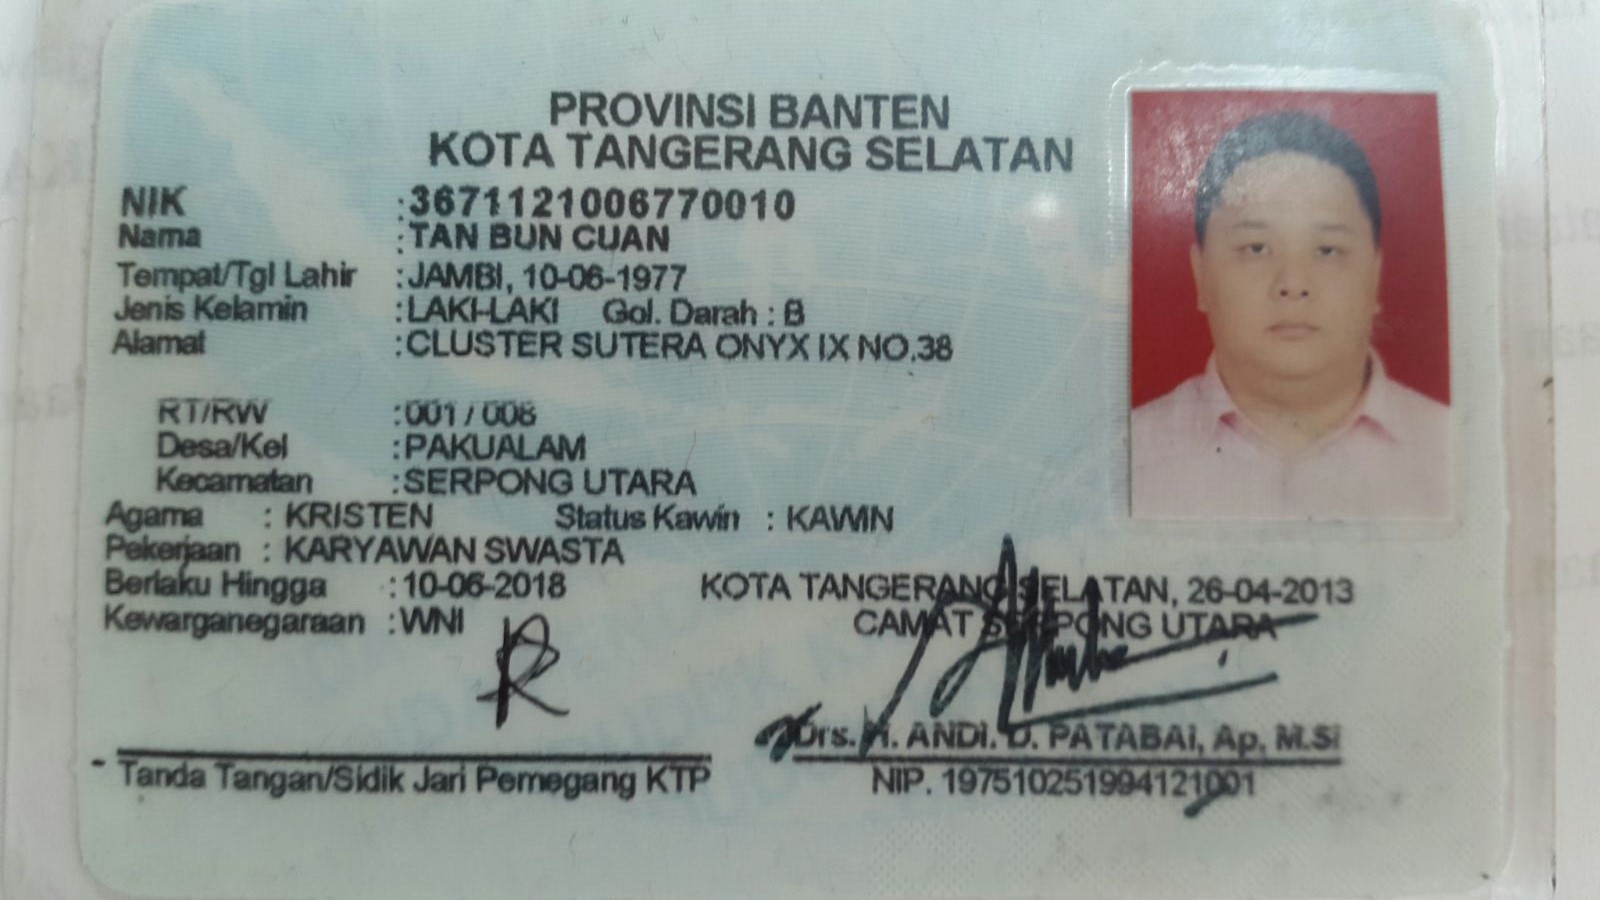 PROVINSI BANTEN
KOTA TANGERANG SELATAN
NIK : 3671121006770010
Nama : TAN BUN CUAN
Tempat/Tgl Lahir : JAMBI, 10-06-1977
Jenis Kelamin : LAKI-LAKI Gol. Darah : B
Alamat : CLUSTER SUTERA ONYX IX NO.38
RT/RW : 001 / 008
Desa/Kel : PAKUALAM
Kecamatan : SERPONG UTARA
Agama : KRISTEN Status Kawin : KAWIN
Pekerjaan : KARYAWAN SWASTA
Berlaku Hingga : 10-06-2018 KOTA TANGERANG SELATAN, 26-04-2013
Kewarganegaraan : WNI CAMAT SERPONG UTARA
Drs. H. ANDI. D. PATABAI, Ap, M.Si
Tanda Tangan/Sidik Jari Pemegang KTP NIP. 197510251994121001